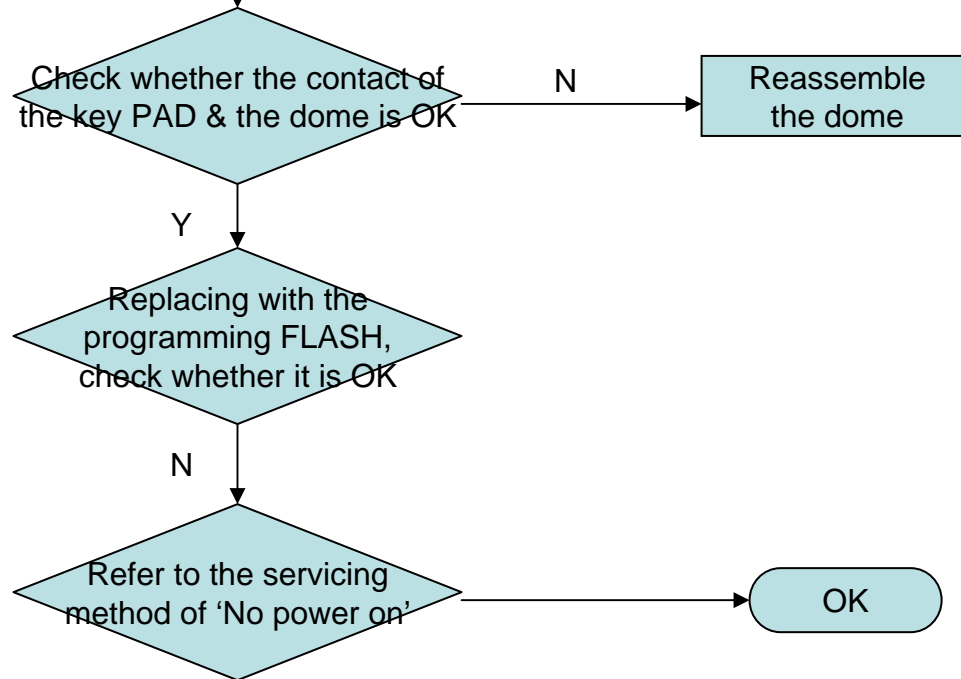 Check whether the contact of
the key PAD & the dome is OK
N
Reassemble
the dome
Y
Replacing with the
programming FLASH,
check whether it is OK
N
Refer to the servicing
method of ‘No power on’
OK